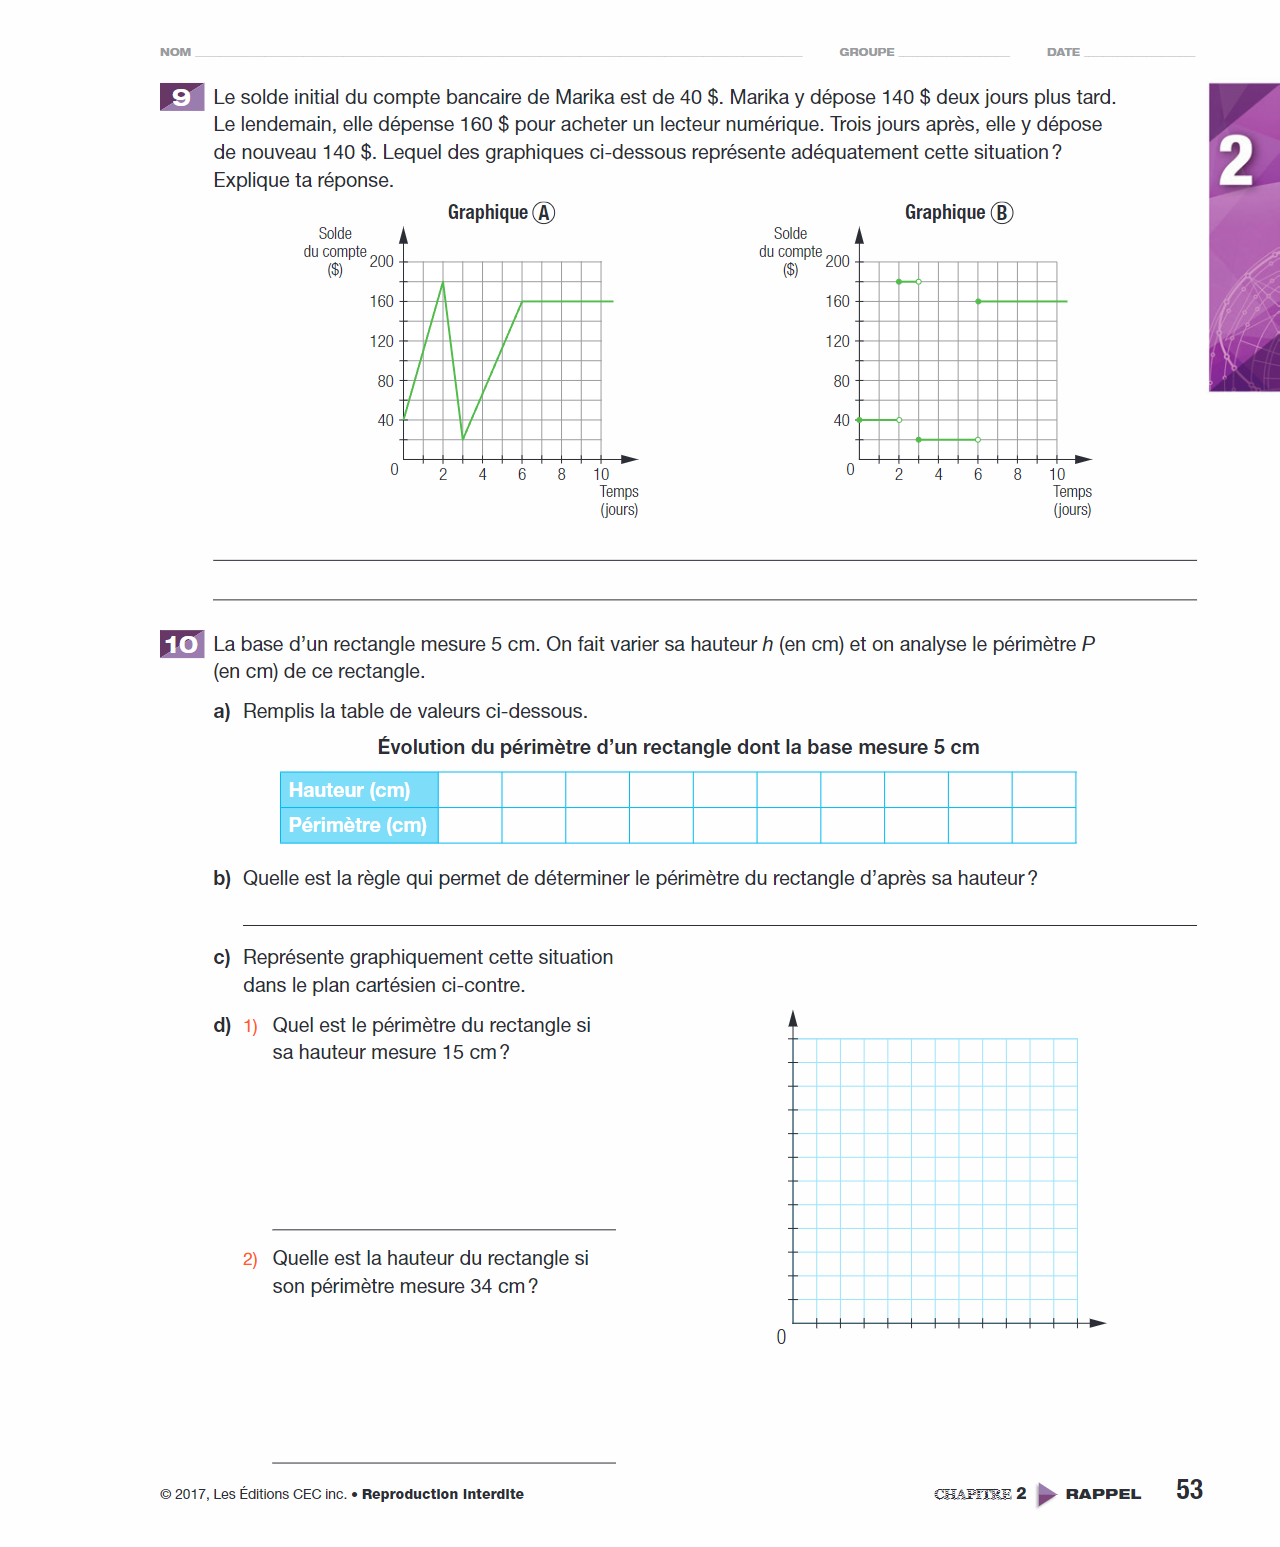 NOM GROUPE DATE
9 Le solde initial du compte bancaire de Marika est de 40 $. Marika y dépose 140 $ deux jours plus tard.
Le lendemain, elle dépense 160 $ pour acheter un lecteur numérique. Trois jours après, elle y dépose
de nouveau 140 $. Lequel des graphiques ci-dessous représente adéquatement cette situation ?
Explique ta réponse.
2
Graphique A
Solde
du compte
($)
200
160
120
80
40
0 2 4 6 8 10
Temps
(jours)
Graphique B
Solde
du compte
($)
200
160
120
80
40
0 2 4 6 8 10
Temps
(jours)
10 La base d'un rectangle mesure 5 cm. On fait varier sa hauteur h (en cm) et on analyse le périmètre P
(en cm) de ce rectangle.
a) Remplis la table de valeurs ci-dessous.
Évolution du périmètre d'un rectangle dont la base mesure 5 cm
Hauteur (cm)
Périmètre (cm)
b) Quelle est la règle qui permet de déterminer le périmètre du rectangle d'après sa hauteur ?
c) Représente graphiquement cette situation
dans le plan cartésien ci-contre.
d) 1) Quel est le périmètre du rectangle si
sa hauteur mesure 15 cm ?
2) Quelle est la hauteur du rectangle si
son périmètre mesure 34 cm ?
0
© 2017, Les Éditions CEC inc. • Reproduction interdite
CHAPITRE 2 RAPPEL 53